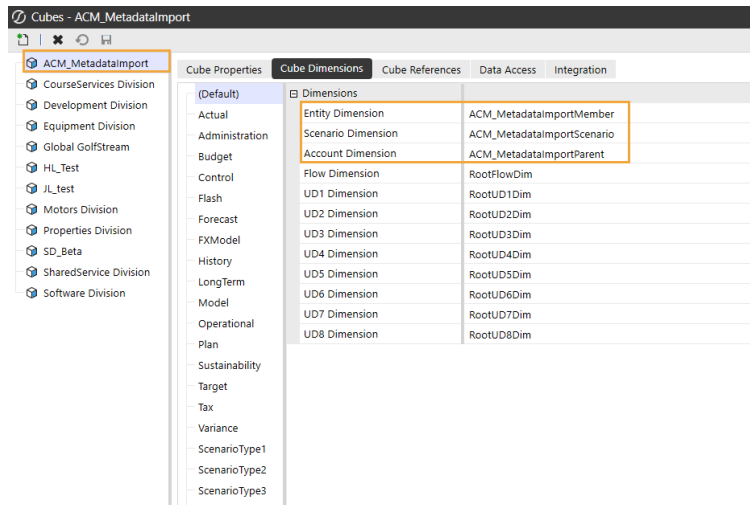 Cubes - ACM_MetadataImport
ACM_MetadataImport
CourseServices Division
Development Division
Equipment Division
Global GolfStream
HL_Test
JL_test
Motors Division
Properties Division
SD_Beta
SharedService Division
Software Division
Cube Properties Cube Dimensions Cube References Data Access Integration
(Default)
Actual
Administration
Budget
Control
Flash
Forecast
FXModel
History
LongTerm
Model
Operational
Plan
Sustainability
Target
Tax
Variance
ScenarioType1
ScenarioType2
ScenarioType3
Dimensions
Entity Dimension ACM_MetadataImportMember
Scenario Dimension ACM_MetadataImportScenario
Account Dimension ACM_MetadataImportParent
Flow Dimension RootFlowDim
UD1 Dimension RootUD1Dim
UD2 Dimension RootUD2Dim
UD3 Dimension RootUD3Dim
UD4 Dimension RootUD4Dim
UD5 Dimension RootUD5Dim
UD6 Dimension RootUD6Dim
UD7 Dimension RootUD7Dim
UD8 Dimension RootUD8Dim